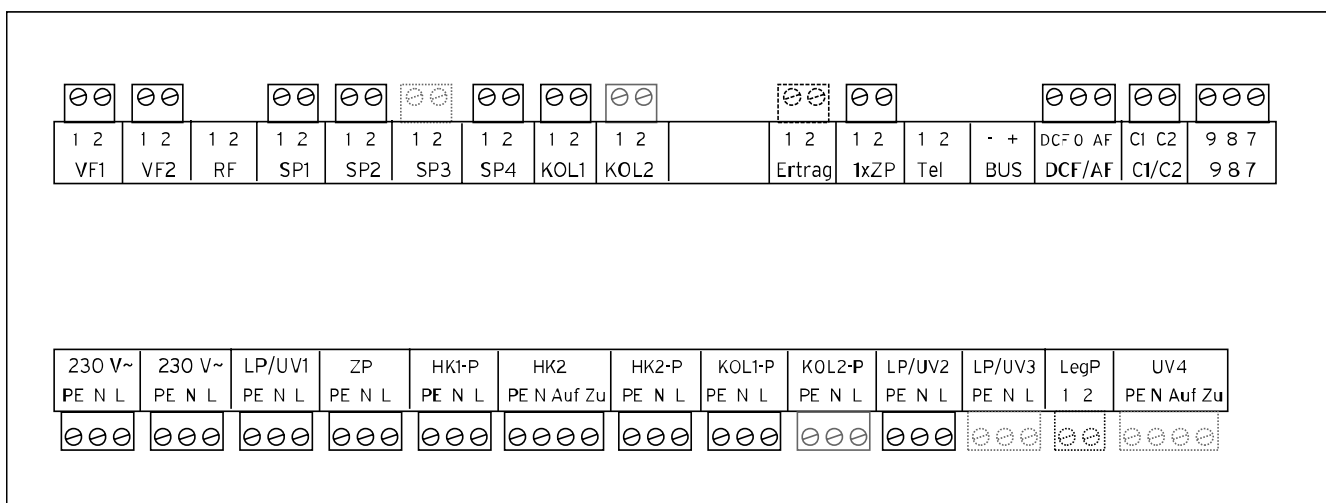 1 2 1 2 1 2 1 2 1 2 1 2 1 2 1 2 1 2 1 2 1 2 1 2 - + DCF 0 AF C1 C2 9 8 7
VF1 VF2 RF SP1 SP2 SP3 SP4 KOL1 KOL2 Ertrag 1xZP Tel BUS DCF/AF C1/C2 9 8 7
230 V~ 230 V~ LP/UV1 ZP HK1-P HK2 HK2-P KOL1-P KOL2-P LP/UV2 LP/UV3 LegP UV4
PE N L PE N L PE N L PE N L PE N L PE N Auf Zu PE N L PE N L PE N L PE N L PE N L 1 2 PE N Auf Zu